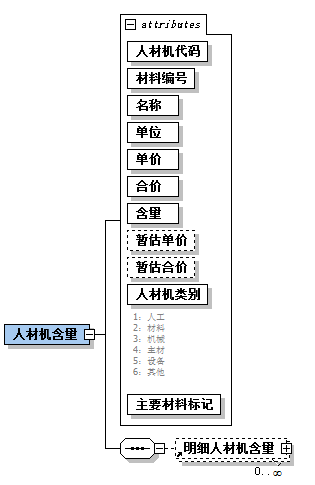 attributes
人材机代码
材料编号
名称
单位
单价
合价
含量
暂估单价
暂估合价
人材机类别
1：人工
2：材料
3：机械
4：主材
5：设备
6：其他
主要材料标记
人材机含量
明细人材机含量
0..∞